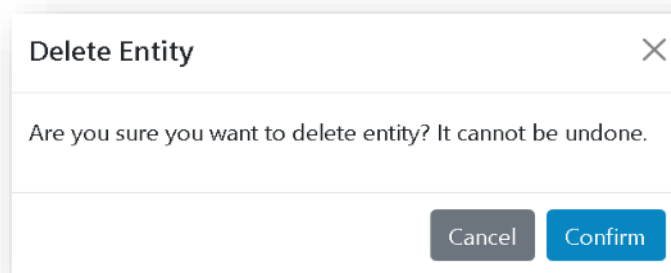 Delete Entity
Are you sure you want to delete entity? It cannot be undone.
Cancel Confirm